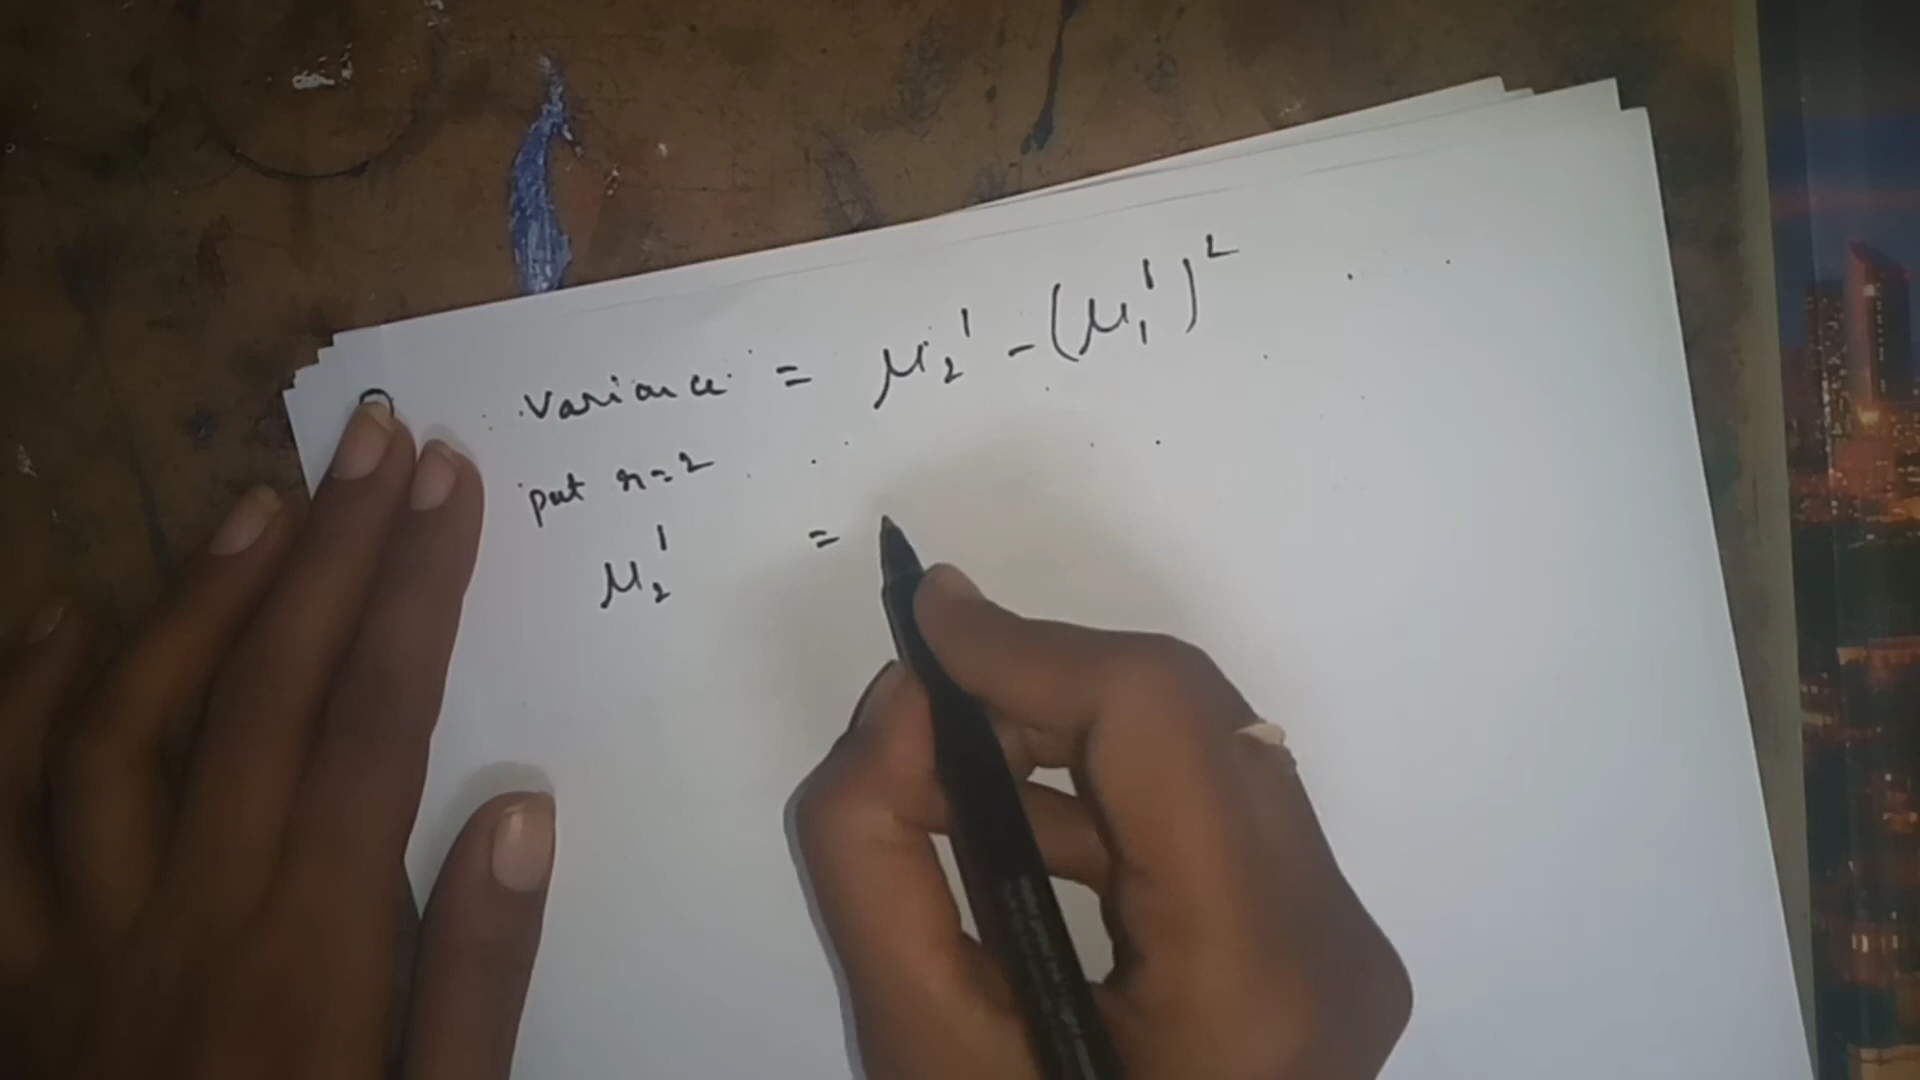 variance = μ₂' - (μ₁')²
put r=2
μ₂' =